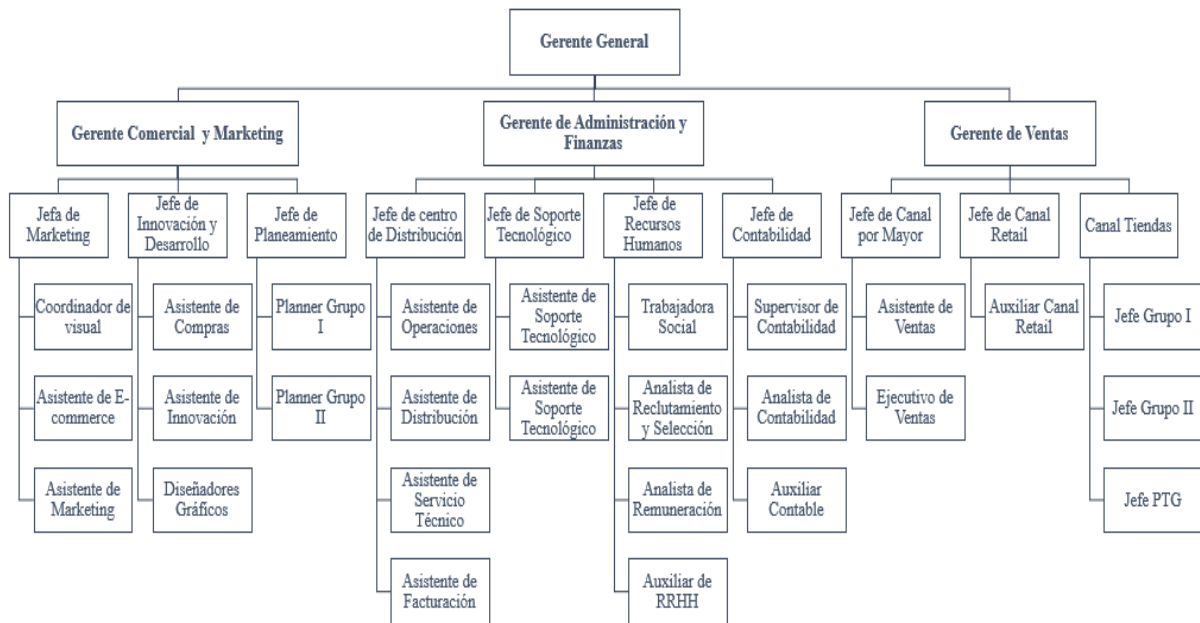 Gerente General
Gerente Comercial y Marketing
Gerente de Administración y
Finanzas
Gerente de Ventas
Jefa de
Marketing
Jefe de
Innovación y
Desarrollo
Jefe de
Planeamiento
Jefe de centro
de Distribución
Jefe de Soporte
Tecnológico
Jefe de
Recursos
Humanos
Jefe de
Contabilidad
Jefe de Canal
por Mayor
Jefe de Canal
Retail
Canal Tiendas
Coordinador de
visual
Asistente de
Compras
Planner Grupo
I
Asistente de
Operaciones
Asistente de
Soporte
Tecnológico
Trabajadora
Social
Supervisor de
Contabilidad
Asistente de
Ventas
Auxiliar Canal
Retail
Jefe Grupo I
Asistente de E-
commerce
Asistente de
Innovación
Planner Grupo
II
Asistente de
Distribución
Asistente de
Soporte
Tecnológico
Analista de
Reclutamiento
y Selección
Analista de
Contabilidad
Ejecutivo de
Ventas
Jefe Grupo II
Asistente de
Marketing
Diseñadores
Gráficos
Asistente de
Servicio
Técnico
Analista de
Remuneración
Auxiliar
Contable
Jefe PTG
Asistente de
Facturación
Auxiliar de
RRHH